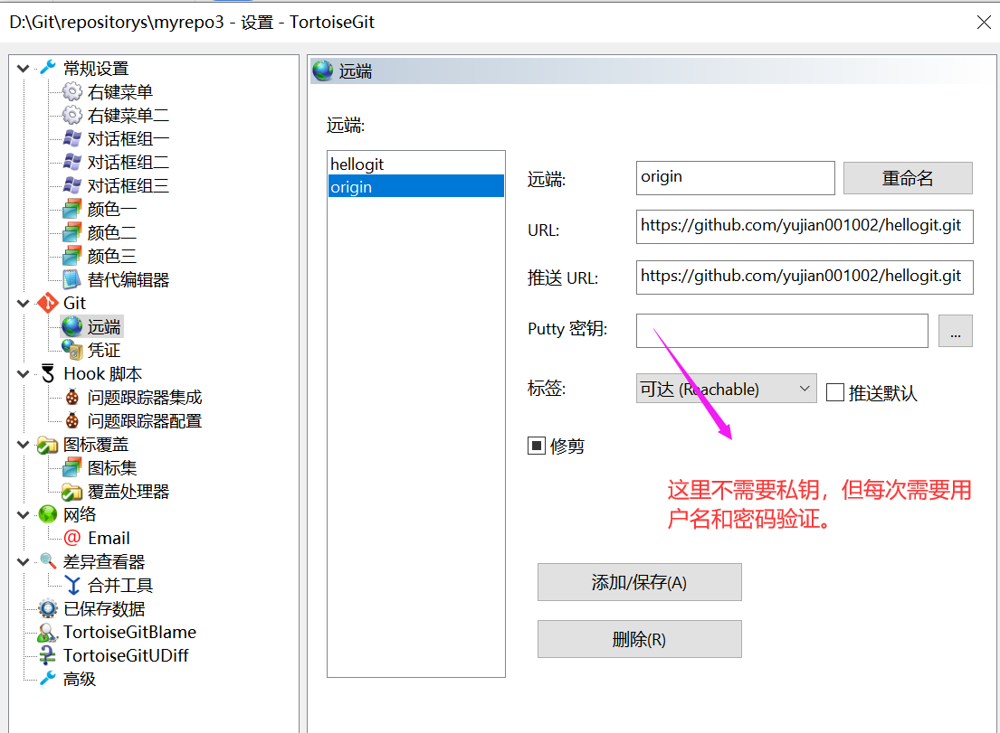 D:\Git\repositorys\myrepo3 - 设置 - TortoiseGit
常规设置
右键菜单
右键菜单二
对话框组一
对话框组二
对话框组三
颜色一
颜色二
颜色三
替代编辑器
Git
远端
凭证
Hook 脚本
问题跟踪器集成
问题跟踪器配置
图标覆盖
图标集
覆盖处理器
网络
Email
差异查看器
合并工具
已保存数据
TortoiseGitBlame
TortoiseGitUDiff
高级
远端
远端:
hellogit
origin
远端: origin 重命名
URL: https://github.com/yujian001002/hellogit.git
推送 URL: https://github.com/yujian001002/hellogit.git
Putty 密钥: ...
标签: 可达 (Reachable) 推送默认
修剪
这里不需要私钥，但每次需要用
户名和密码验证。
添加/保存(A)
删除(R)